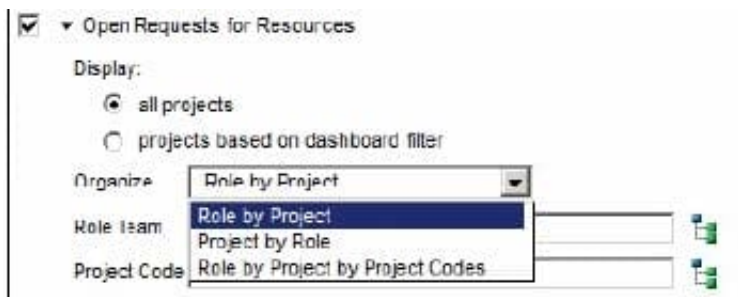 Open Requests for Resources
Display:
all projects
projects based on dashboard filter
Organize Role by Project
Role by Project
Role Team
Project by Role
Project Code Role by Project by Project Codes